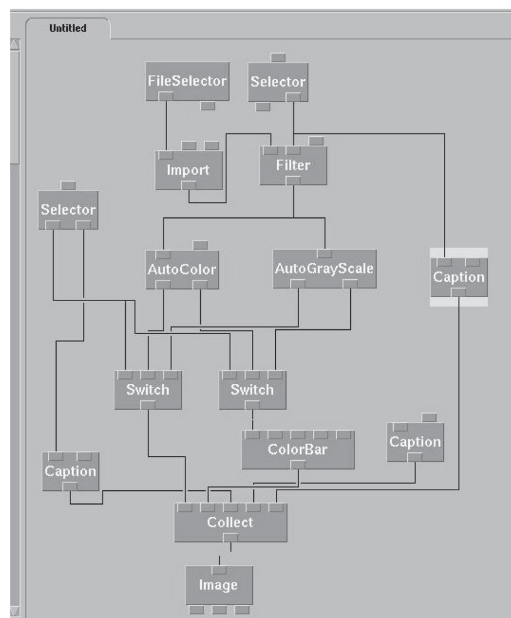 Untitled
FileSelector
Selector
Import
Filter
Selector
AutoColor
AutoGrayScale
Caption
Switch
Switch
Caption
ColorBar
Caption
Collect
Image